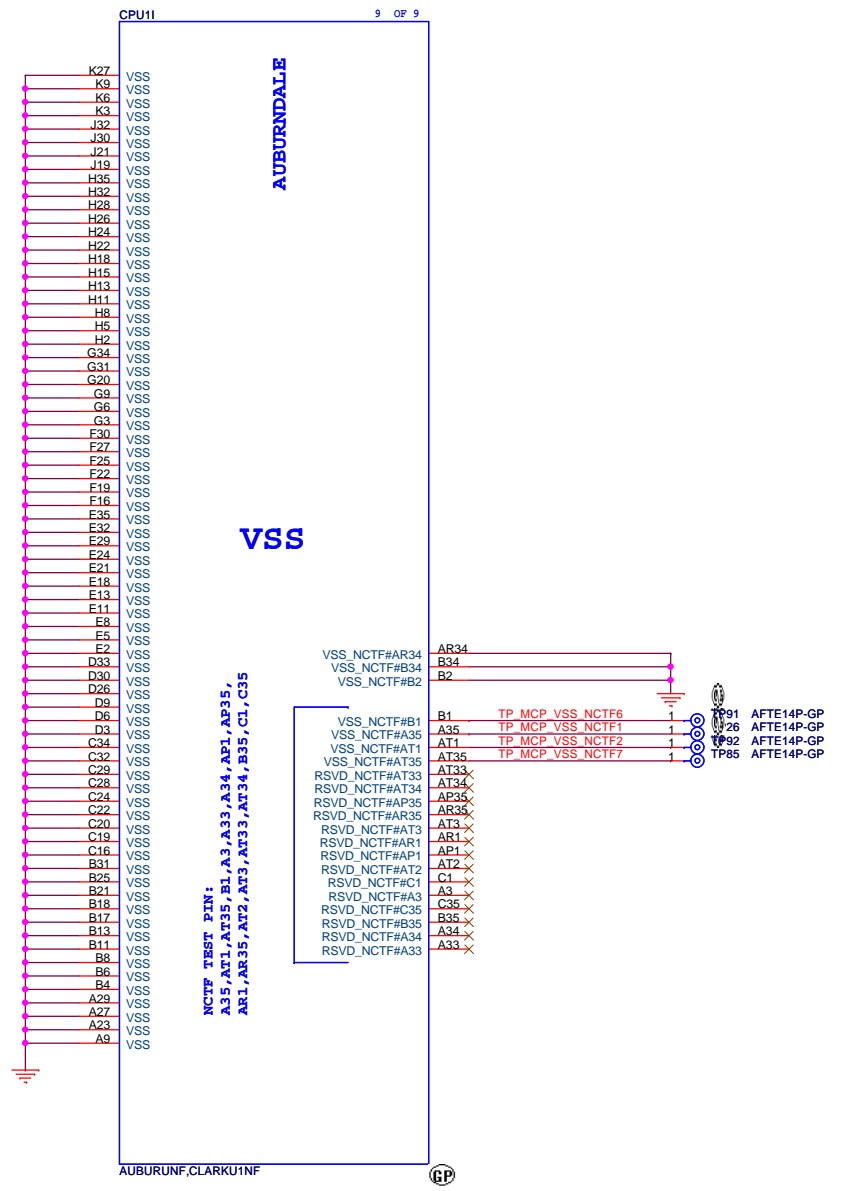 CPU1I 9 OF 9
AUBURNDALE
K27 VSS
K9 VSS
K6 VSS
K3 VSS
J32 VSS
J30 VSS
J21 VSS
J19 VSS
H35 VSS
H32 VSS
H28 VSS
H26 VSS
H24 VSS
H22 VSS
H18 VSS
H15 VSS
H13 VSS
H11 VSS
H8 VSS
H5 VSS
H2 VSS
G34 VSS
G31 VSS
G20 VSS
G9 VSS
G6 VSS
G3 VSS
F30 VSS
F27 VSS
F25 VSS
F22 VSS
F19 VSS
F16 VSS
E35 VSS
E32 VSS
E29 VSS
E24 VSS
E21 VSS
E18 VSS
E13 VSS
E11 VSS
E8 VSS
E5 VSS
E2 VSS
D33 VSS
D30 VSS
D26 VSS
D9 VSS
D6 VSS
D3 VSS
C34 VSS
C32 VSS
C29 VSS
C28 VSS
C24 VSS
C22 VSS
C20 VSS
C19 VSS
C16 VSS
B31 VSS
B25 VSS
B21 VSS
B18 VSS
B17 VSS
B13 VSS
B11 VSS
B8 VSS
B6 VSS
B4 VSS
A29 VSS
A27 VSS
A23 VSS
A9 VSS
VSS
NCTF TEST PIN:
A35,AT1,AT35,B1,A3,A33,A34,AP1,AP35,
AR1,AR35,AT2,AT3,AT33,AT34,B35,C1,C35
VSS_NCTF#AR34 AR34
VSS_NCTF#B34 B34
VSS_NCTF#B2 B2
VSS_NCTF#B1 B1 TP_MCP_VSS_NCTF6 1 TP91 AFTE14P-GP
VSS_NCTF#A35 A35 TP_MCP_VSS_NCTF1 1 26 AFTE14P-GP
VSS_NCTF#AT1 AT1 TP_MCP_VSS_NCTF2 1 TP92 AFTE14P-GP
VSS_NCTF#AT35 AT35 TP_MCP_VSS_NCTF7 1 TP85 AFTE14P-GP
RSVD_NCTF#AT33 AT33
RSVD_NCTF#AT34 AT34
RSVD_NCTF#AP35 AP35
RSVD_NCTF#AR35 AR35
RSVD_NCTF#AT3 AT3
RSVD_NCTF#AR1 AR1
RSVD_NCTF#AP1 AP1
RSVD_NCTF#AT2 AT2
RSVD_NCTF#C1 C1
RSVD_NCTF#A3 A3
RSVD_NCTF#C35 C35
RSVD_NCTF#B35 B35
RSVD_NCTF#A34 A34
RSVD_NCTF#A33 A33
AUBURUNF,CLARKU1NF
GP